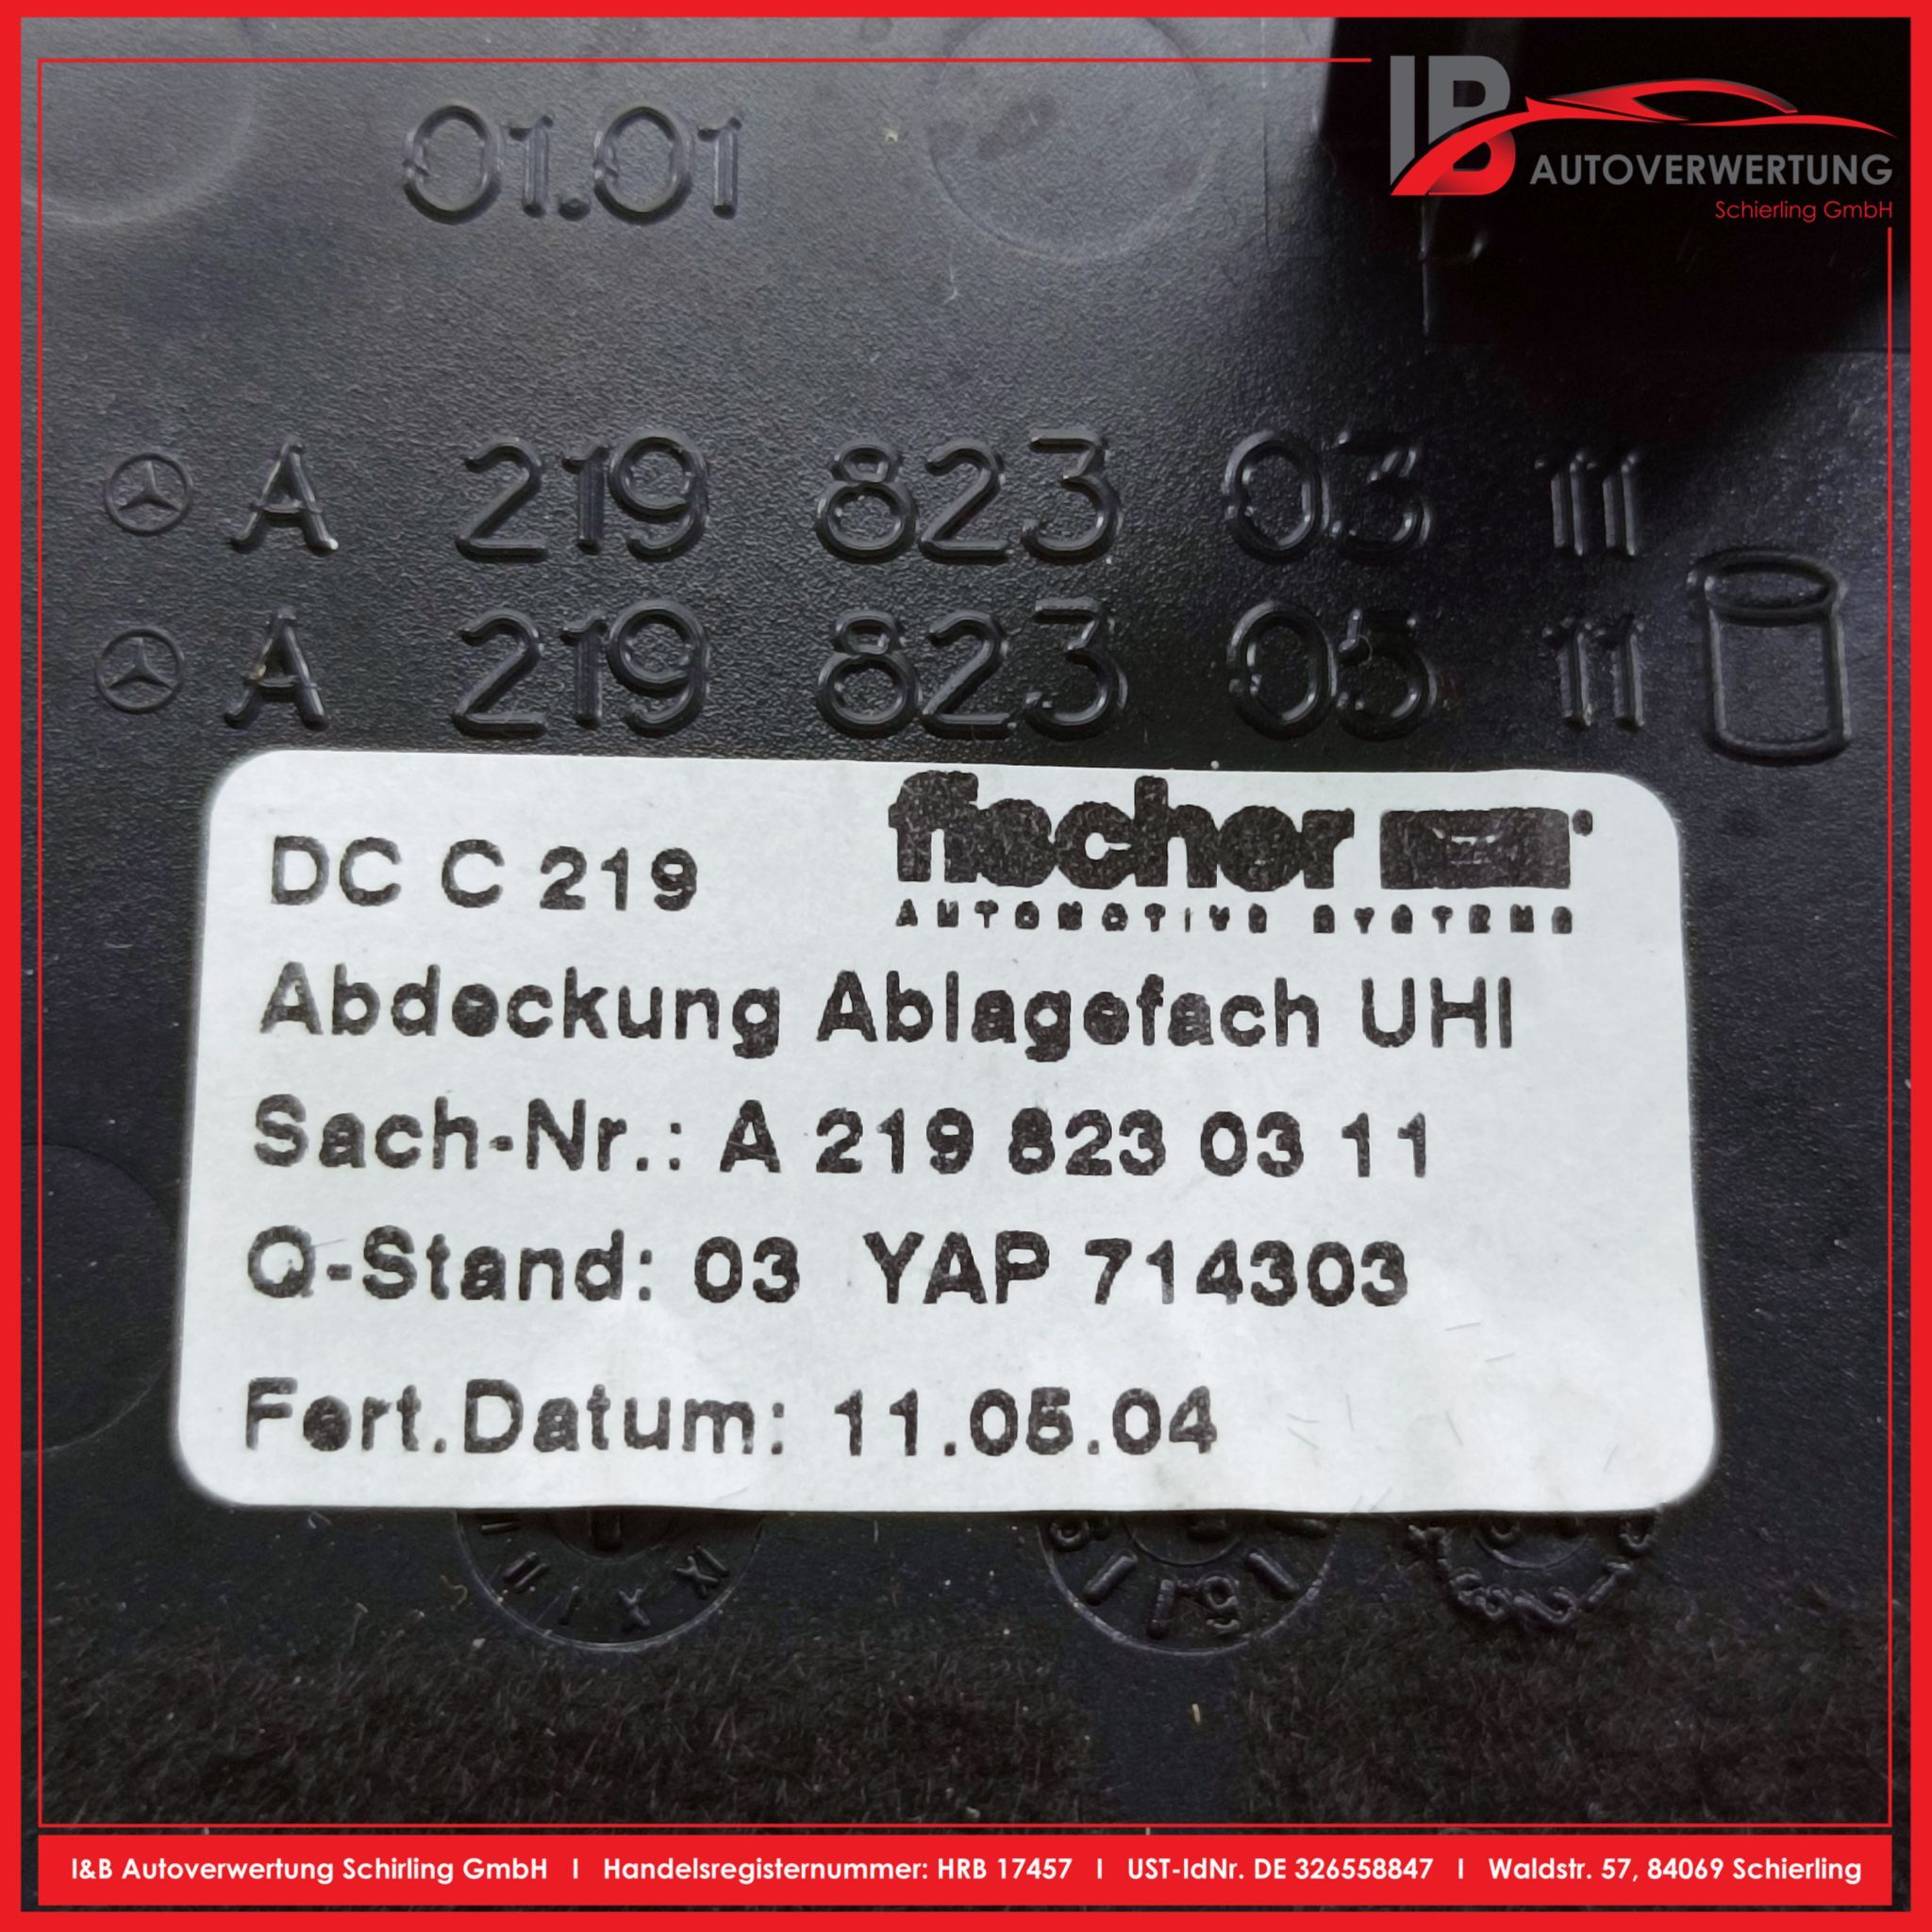 IB
AUTOVERWERTUNG
Schierling GmbH
01.01
A 219 823 03 11
A 219 823 05 11
DC C 219
fischer
AUTOMOTIVE SYSTEMS
Abdeckung Ablagefach UHI
Sach-Nr.: A 219 823 03 11
Q-Stand: 03 YAP 714303
Fert.Datum: 11.05.04
I&B Autoverwertung Schirling GmbH I Handelsregisternummer: HRB 17457 I UST-IdNr. DE 326558847 I Waldstr. 57, 84069 Schierling